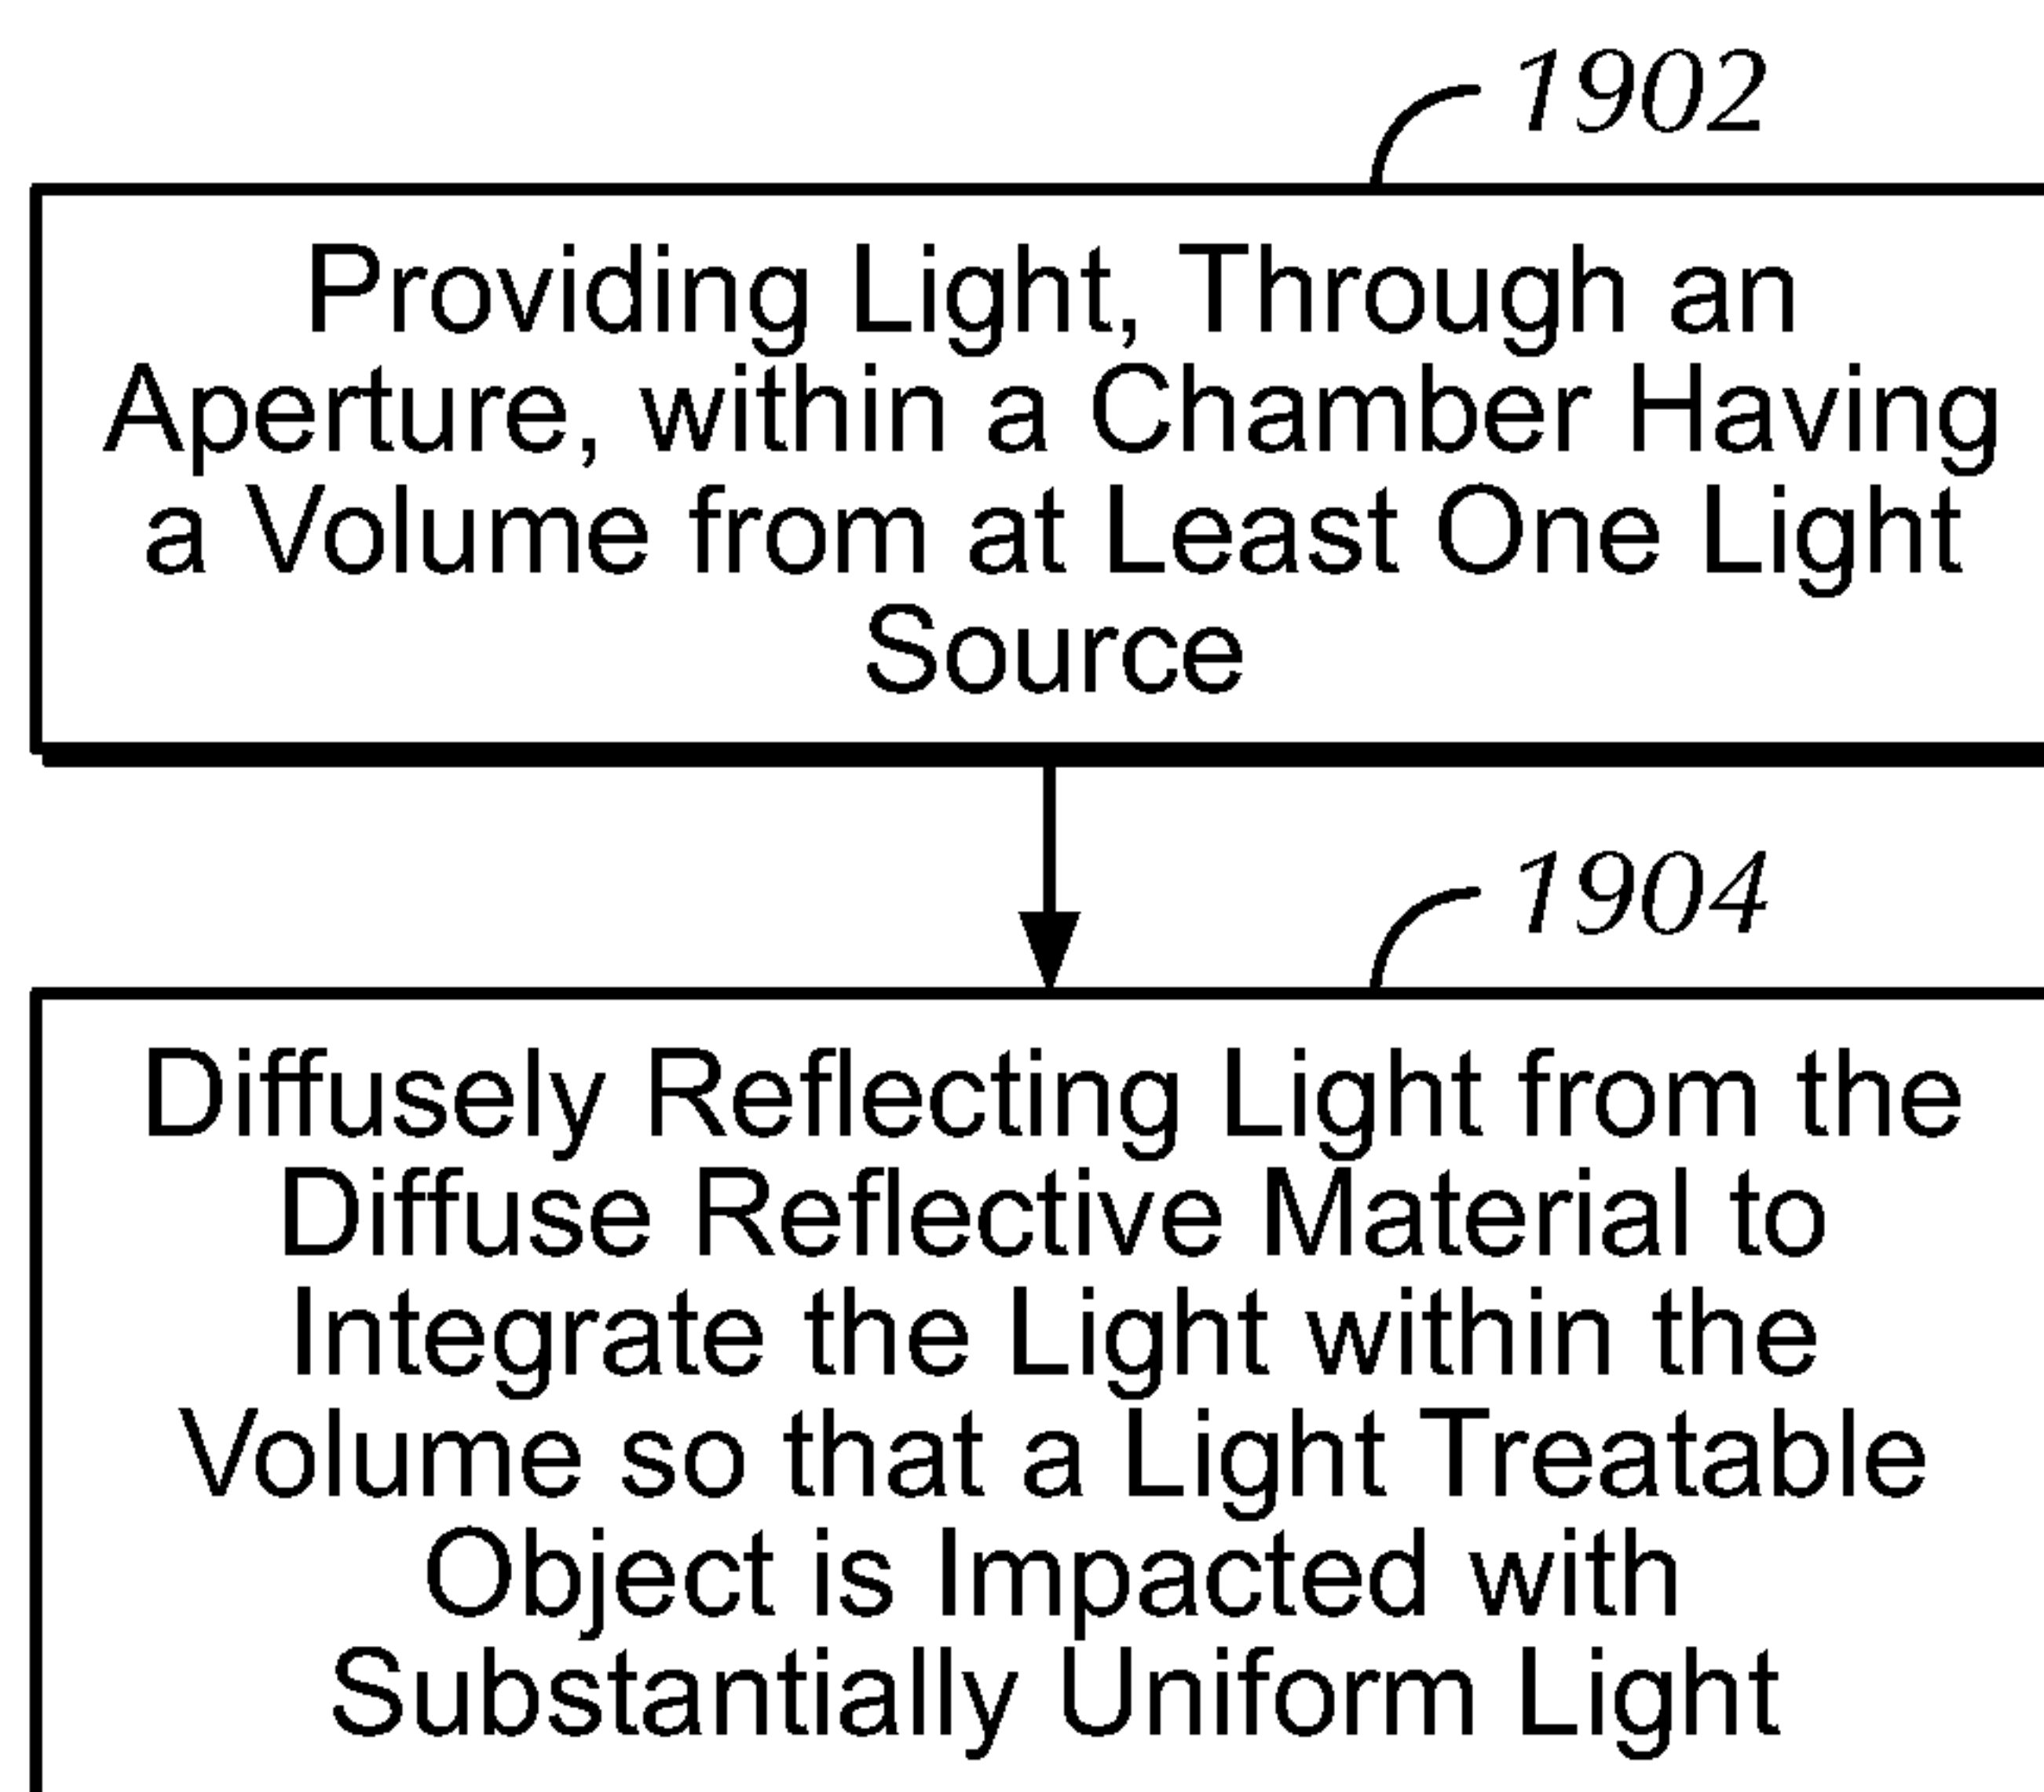 1902
Providing Light, Through an
Aperture, within a Chamber Having
a Volume from at Least One Light
Source
1904
Diffusely Reflecting Light from the
Diffuse Reflective Material to
Integrate the Light within the
Volume so that a Light Treatable
Object is Impacted with
Substantially Uniform Light